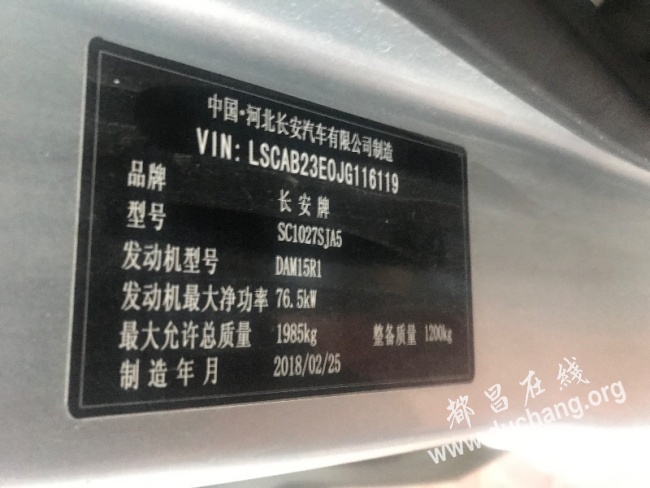 中国·河北长安汽车有限公司制造
VIN: LSCAB23E0JG116119
品牌 长安牌
型号 SC1027SJA5
发动机型号 DAM15R1
发动机最大净功率 76.5kW
最大允许总质量 1985kg 整备质量 1200kg
制造年月 2018/02/25
都昌在线
www.duchang.org